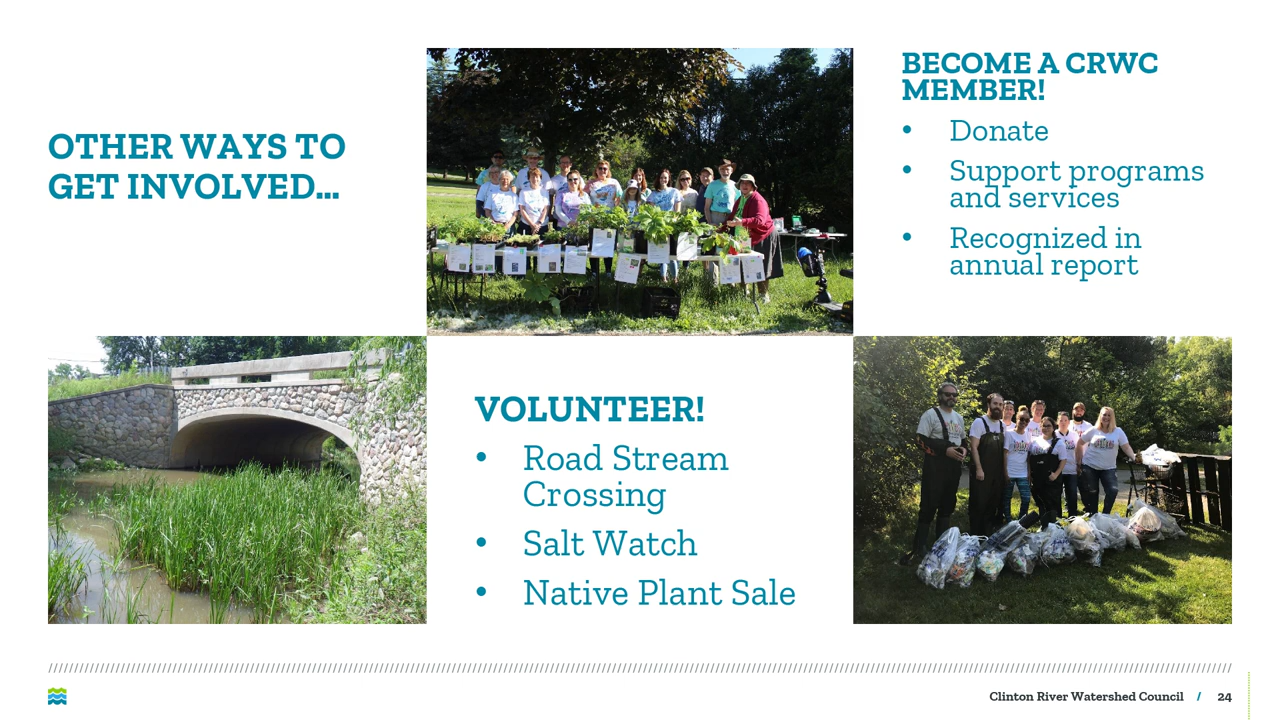 OTHER WAYS TO
GET INVOLVED...
BECOME A CRWC
MEMBER!
• Donate
• Support programs
and services
• Recognized in
annual report
VOLUNTEER!
• Road Stream
Crossing
• Salt Watch
• Native Plant Sale
Clinton River Watershed Council / 24